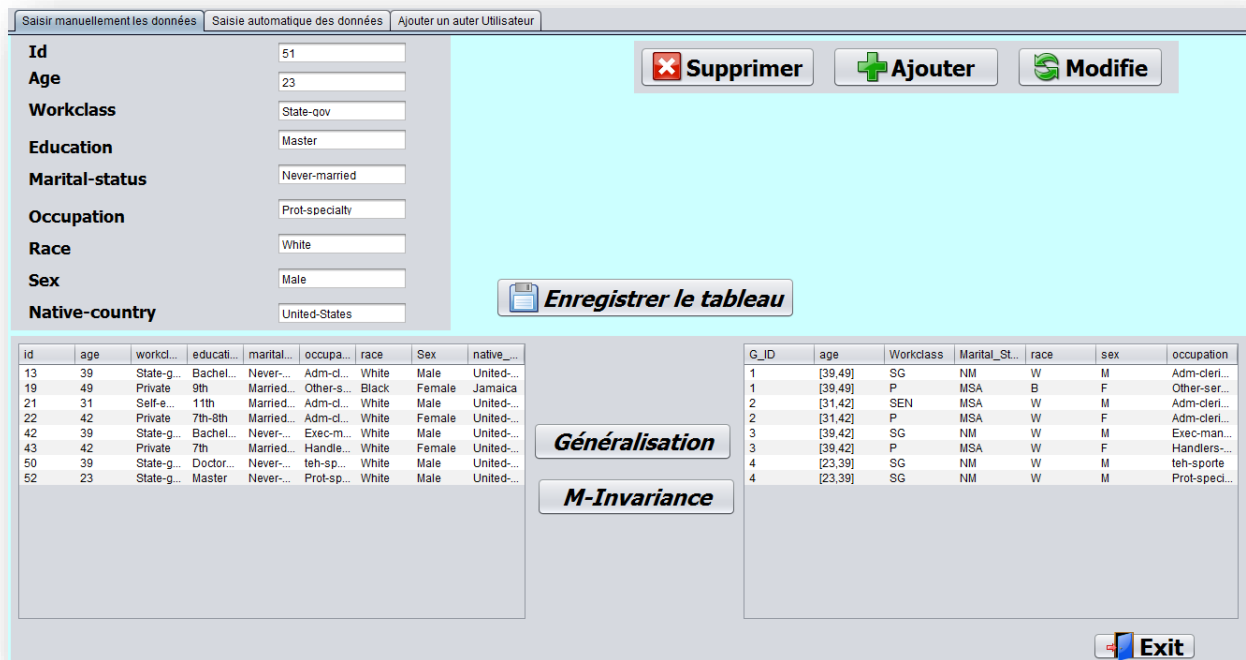 Saisir manuellement les données Saisie automatique des données Ajouter un auter Utilisateur
Id 51
Age 23
Workclass State-gov
Education Master
Marital-status Never-married
Occupation Prot-specialty
Race White
Sex Male
Native-country United-States
Supprimer Ajouter Modifie
Enregistrer le tableau
id age workcl... educati... marital... occupa... race Sex native_...
13 39 State-g... Bachel... Never-... Adm-cl... White Male United-...
19 49 Private 9th Married... Other-s... Black Female Jamaica
21 31 Self-e... 11th Married... Adm-cl... White Male United-...
22 42 Private 7th-8th Married... Adm-cl... White Female United-...
42 39 State-g... Bachel... Never-... Exec-m... White Male United-...
43 42 Private 7th Married... Handle... White Female United-...
50 39 State-g... Doctor... Never-... teh-sp... White Male United-...
52 23 State-g... Master Never-... Prot-sp... White Male United-...
Généralisation
M-Invariance
G_ID age Workclass Marital_St... race sex occupation
1 [39,49] SG NM W M Adm-cleri...
1 [39,49] P MSA B F Other-ser...
2 [31,42] SEN MSA W M Adm-cleri...
2 [31,42] P MSA W F Adm-cleri...
3 [39,42] SG NM W M Exec-man...
3 [39,42] P MSA W F Handlers-...
4 [23,39] SG NM W M teh-sporte
4 [23,39] SG NM W M Prot-speci...
Exit